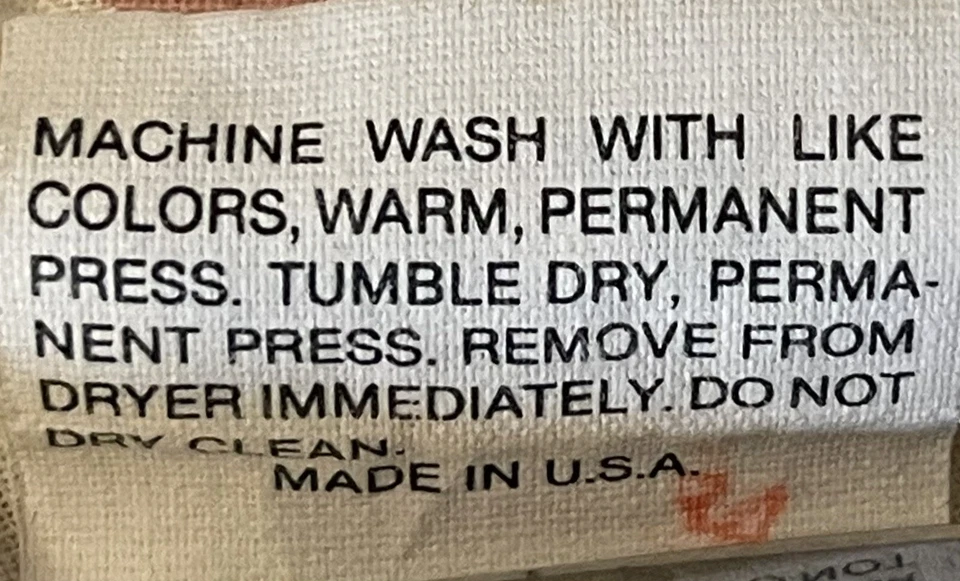 MACHINE WASH WITH LIKE
COLORS, WARM, PERMANENT
PRESS. TUMBLE DRY, PERMA-
NENT PRESS. REMOVE FROM
DRYER IMMEDIATELY. DO NOT
DRY CLEAN.
MADE IN U.S.A.